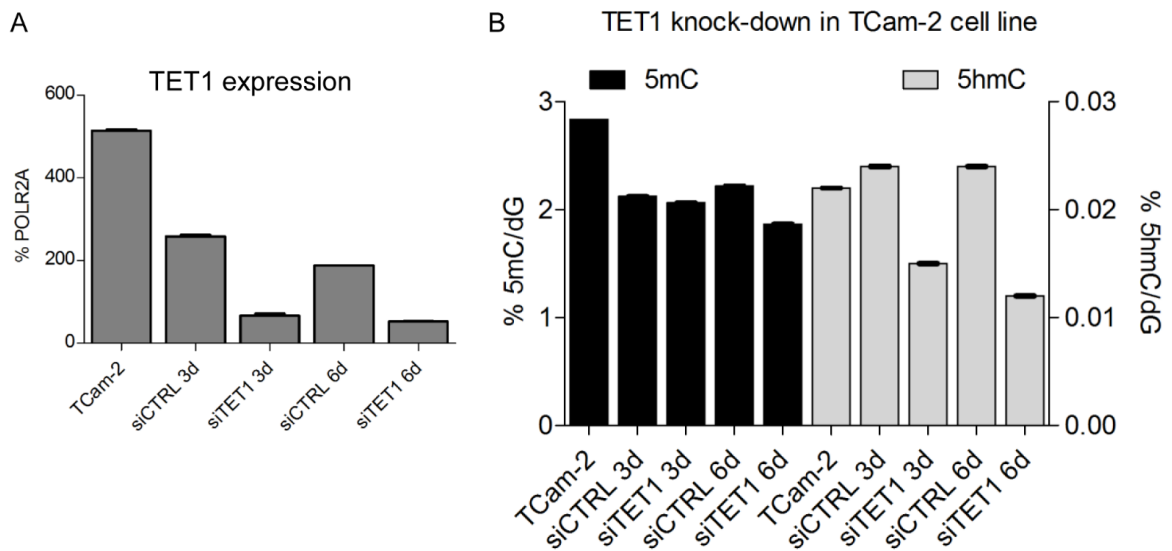 A
TET1 expression
% POLR2A
600
400
200
0
TCam-2
siCTRL 3d
siTET1 3d
siCTRL 6d
siTET1 6d
B
TET1 knock-down in TCam-2 cell line
5mC
5hmC
% 5mC/dG
3
2
1
0
0.03
0.02
0.01
0.00
% 5hmC/dG
TCam-2
siCTRL 3d
siTET1 3d
siCTRL 6d
siTET1 6d
TCam-2
siCTRL 3d
siTET1 3d
siCTRL 6d
siTET1 6d